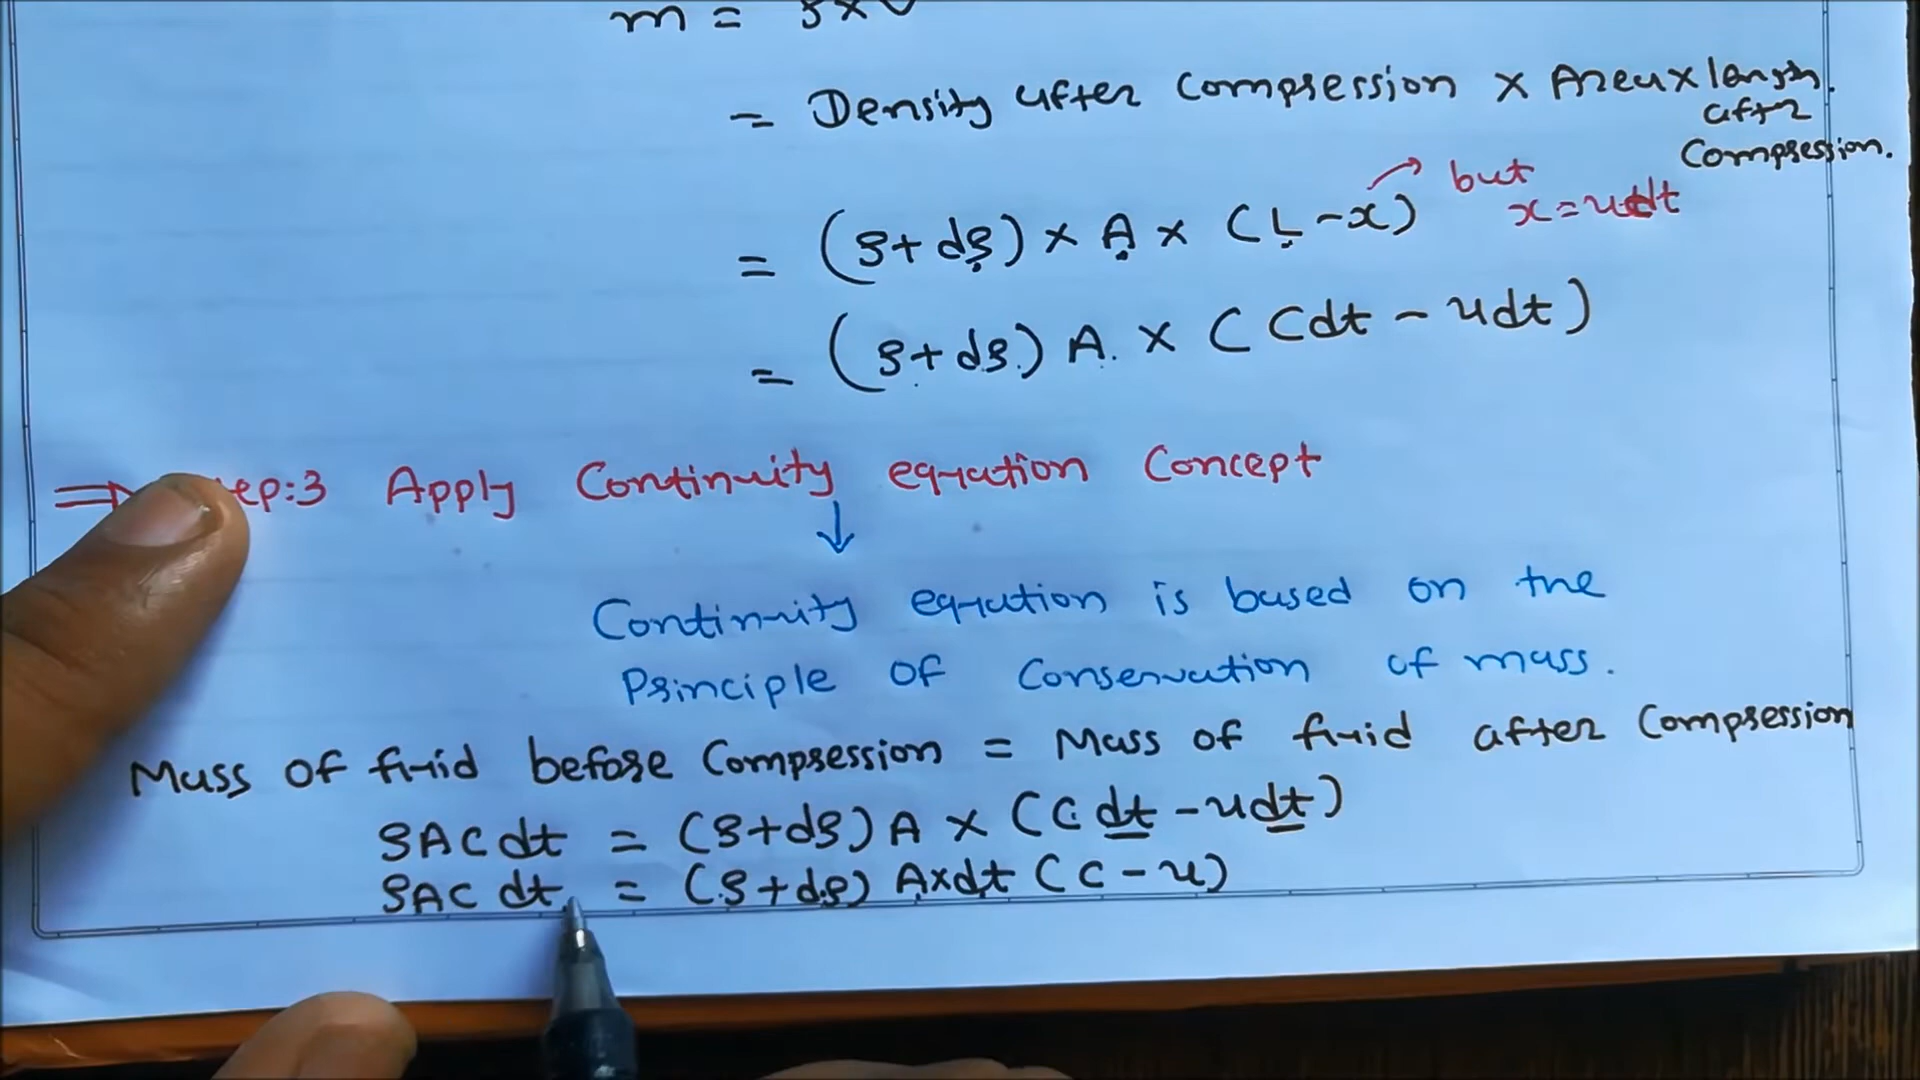 m = ρ×V
= Density after compression × Area × length
after
Compression.
= (ρ+dρ) × A × (L-x) but
x = udt
= (ρ+dρ) A × (Cdt - udt)
⇒ ep:3 Apply Continuity equation Concept
↓
Continuity equation is based on the
Principle of Conservation of mass.
Mass of fluid before Compression = Mass of fluid after Compression
ρACdt = (ρ+dρ) A × (Cdt - udt)
ρAC dt = (ρ+dρ) A×dt (C - u)